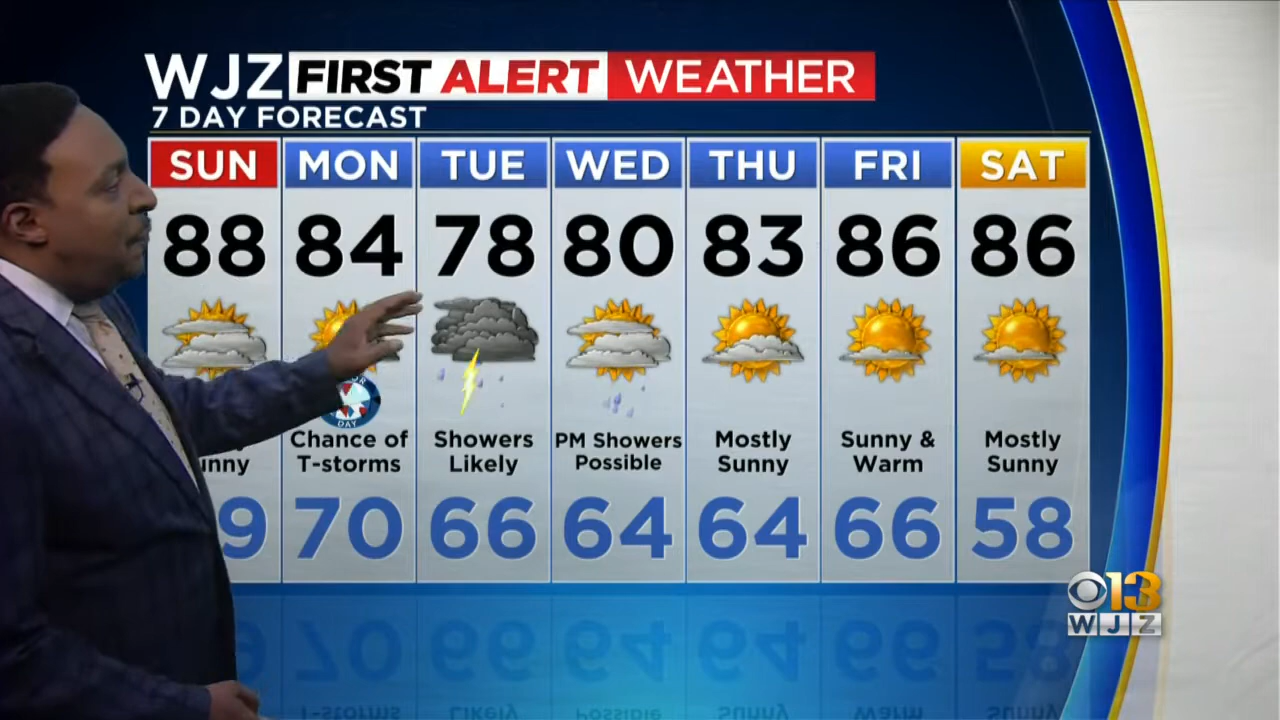 WJZ FIRST ALERT WEATHER
7 DAY FORECAST
SUN MON TUE WED THU FRI SAT
88 84 78 80 83 86 86
DAY
Chance of Showers PM Showers Mostly Sunny & Mostly
T-storms Likely Possible Sunny Warm Sunny
9 70 66 64 64 66 58
13
WJZ